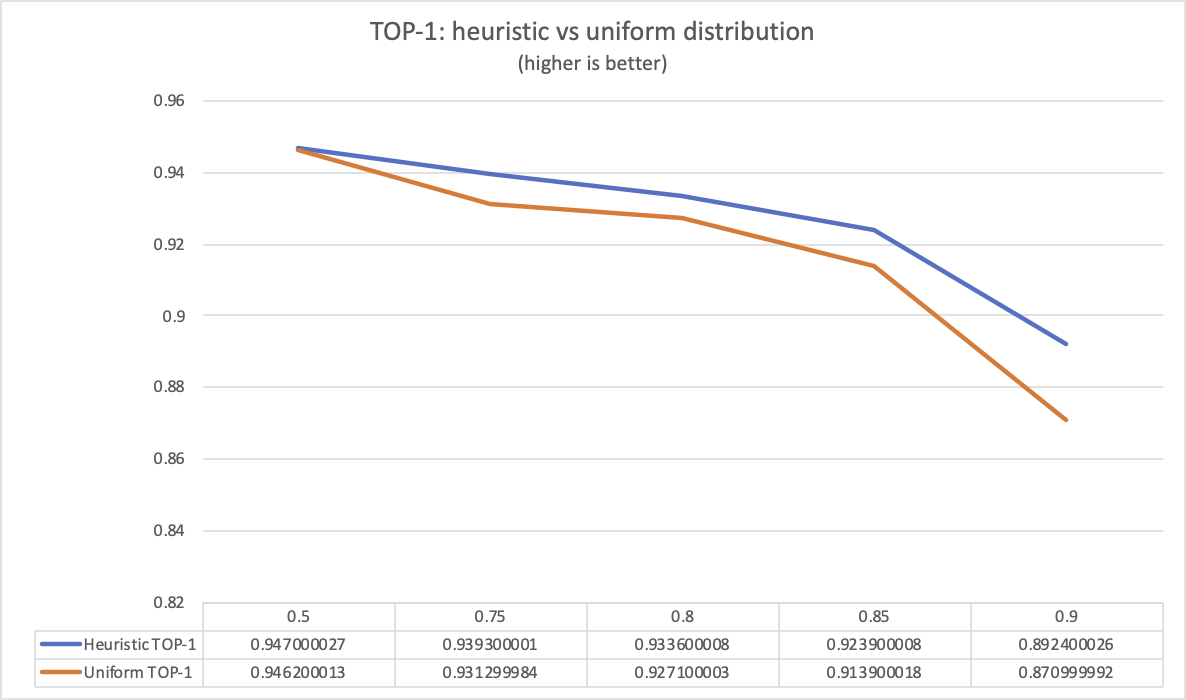 TOP-1: heuristic vs uniform distribution
(higher is better)
0.96
0.94
0.92
0.9
0.88
0.86
0.84
0.82
0.5 0.75 0.8 0.85 0.9
Heuristic TOP-1 0.947000027 0.939300001 0.933600008 0.923900008 0.892400026
Uniform TOP-1 0.946200013 0.931299984 0.927100003 0.913900018 0.870999992